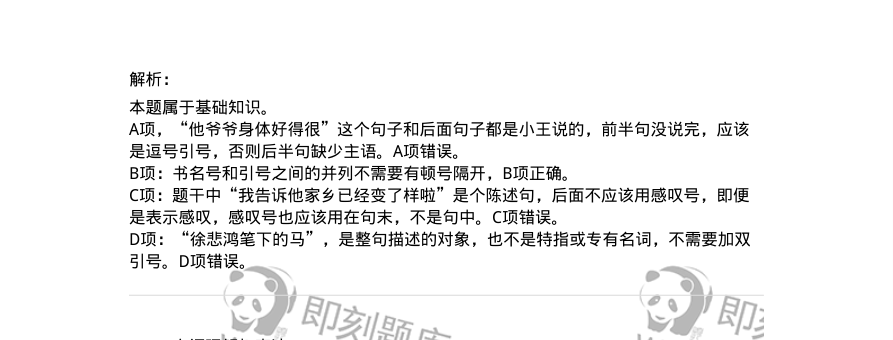 解析：
本题属于基础知识。
A项，“他爷爷身体好得很”这个句子和后面句子都是小王说的，前半句没说完，应该
是逗号引号，否则后半句缺少主语。A项错误。
B项：书名号和引号之间的并列不需要有顿号隔开，B项正确。
C项：题干中“我告诉他家乡已经变了样啦”是个陈述句，后面不应该用感叹号，即便
是表示感叹，感叹号也应该用在句末，不是句中。C项错误。
D项：“徐悲鸿笔下的马”，是整句描述的对象，也不是特指或专有名词，不需要加双
引号。D项错误。
即刻题库
即刻